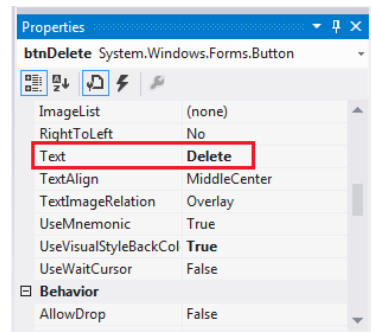 Properties
btnDelete System.Windows.Forms.Button
ImageList (none)
RightToLeft No
Text Delete
TextAlign MiddleCenter
TextImageRelation Overlay
UseMnemonic True
UseVisualStyleBackCol True
UseWaitCursor False
Behavior
AllowDrop False